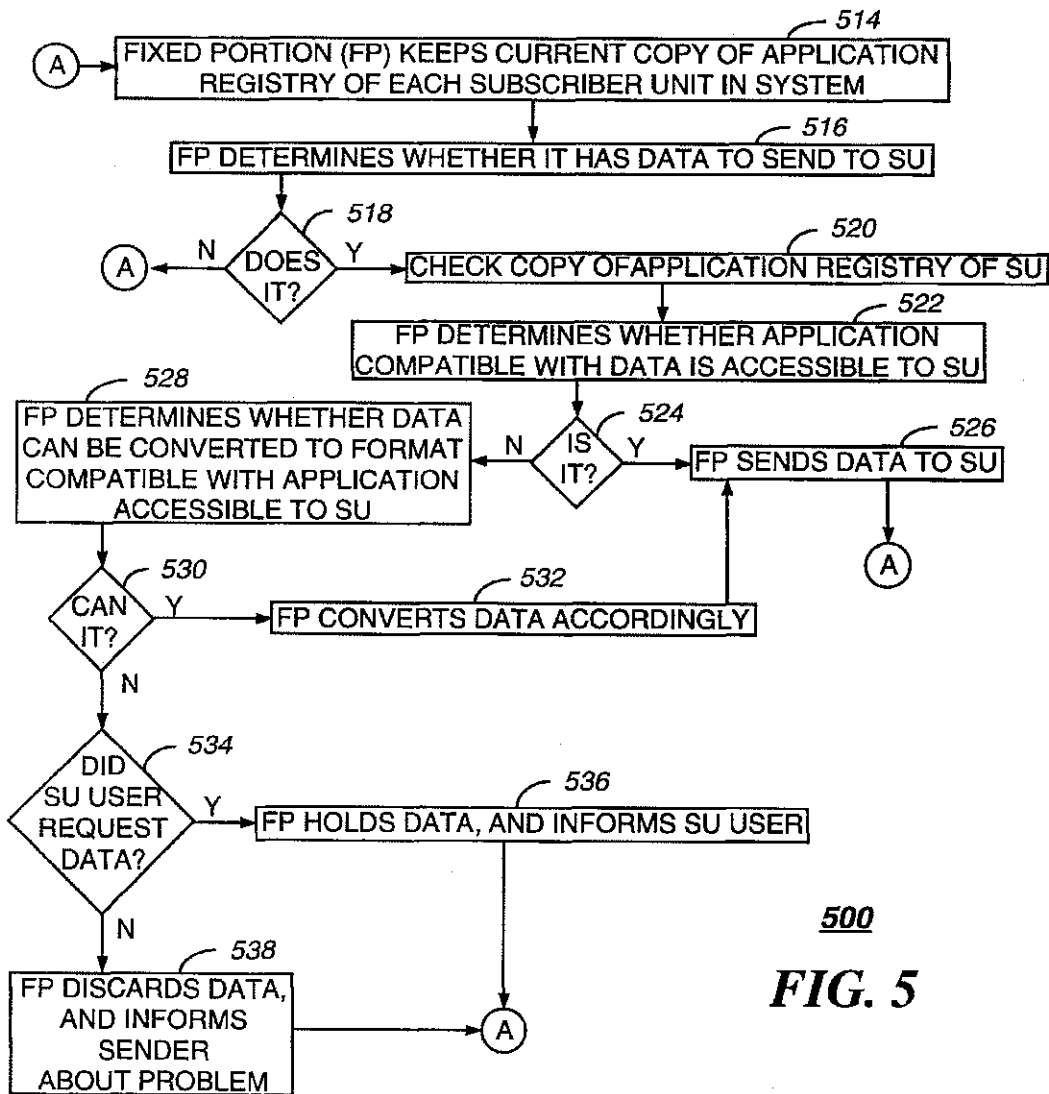 514
A
FIXED PORTION (FP) KEEPS CURRENT COPY OF APPLICATION
REGISTRY OF EACH SUBSCRIBER UNIT IN SYSTEM
516
FP DETERMINES WHETHER IT HAS DATA TO SEND TO SU
518
A
N
DOES
IT?
Y
520
CHECK COPY OFAPPLICATION REGISTRY OF SU
522
FP DETERMINES WHETHER APPLICATION
COMPATIBLE WITH DATA IS ACCESSIBLE TO SU
528
FP DETERMINES WHETHER DATA
CAN BE CONVERTED TO FORMAT
COMPATIBLE WITH APPLICATION
ACCESSIBLE TO SU
N
524
IS
IT?
Y
526
FP SENDS DATA TO SU
A
530
CAN
IT?
Y
532
FP CONVERTS DATA ACCORDINGLY
N
534
DID
SU USER
REQUEST
DATA?
Y
536
FP HOLDS DATA, AND INFORMS SU USER
N
538
FP DISCARDS DATA,
AND INFORMS
SENDER
ABOUT PROBLEM
A
500
FIG. 5